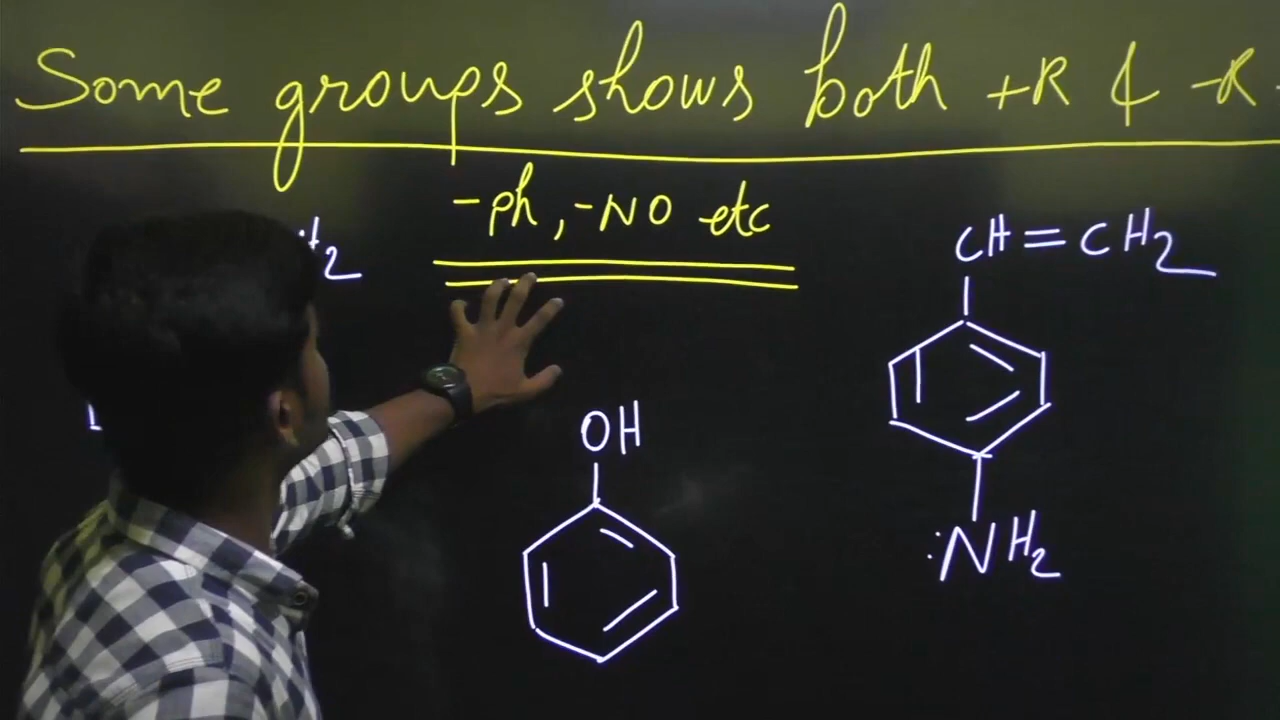 Some groups shows both +R & -R
-ph, -NO etc
CH=CH2
OH
:NH2